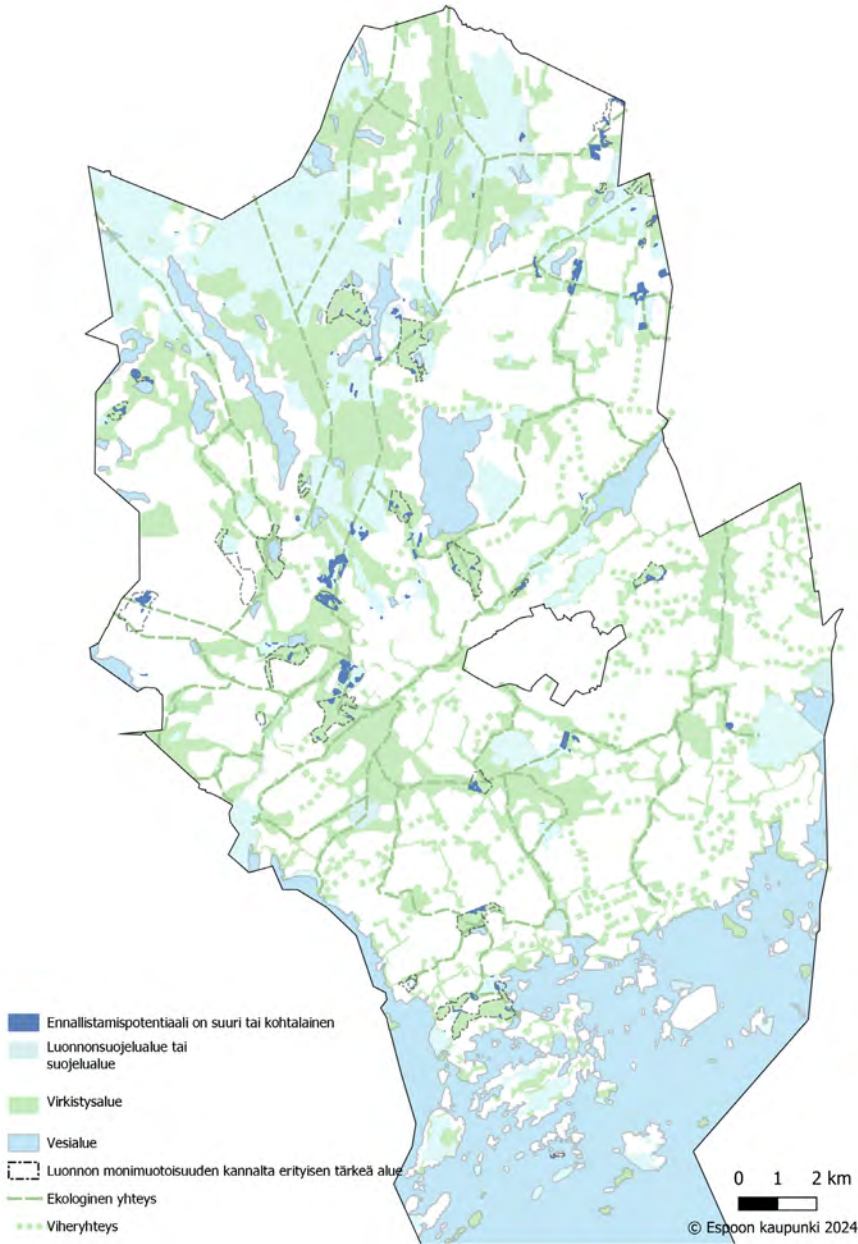 Ennallistamispotentiaali on suuri tai kohtalainen
Luonnonsuojelualue tai
suojelualue
Virkistysalue
Vesialue
Luonnon monimuotoisuuden kannalta erityisen tärkeä alue
Ekologinen yhteys
Viheryhteys
0 1 2 km
© Espoon kaupunki 2024